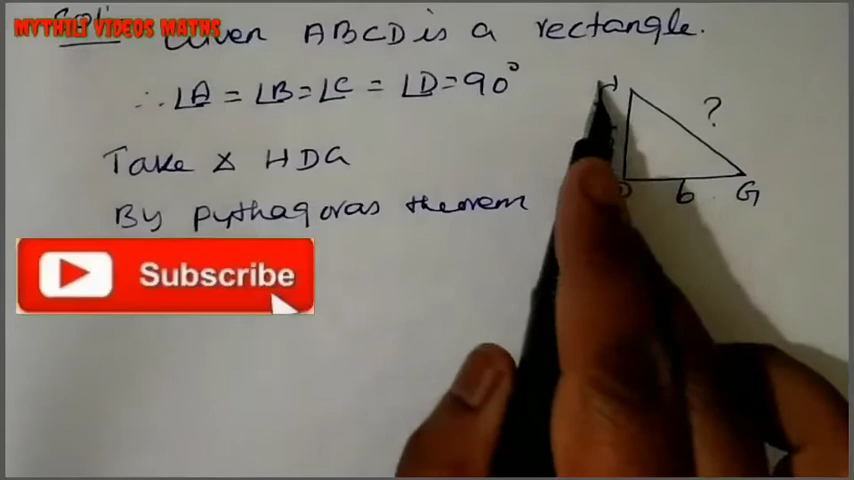 MYTHILI VIDEOS MATHS
Given ABCD is a rectangle.
∴ ∠A = ∠B = ∠C = ∠D = 90°
Take △ HDG
By pythagoras theorem
?
6
G
Subscribe